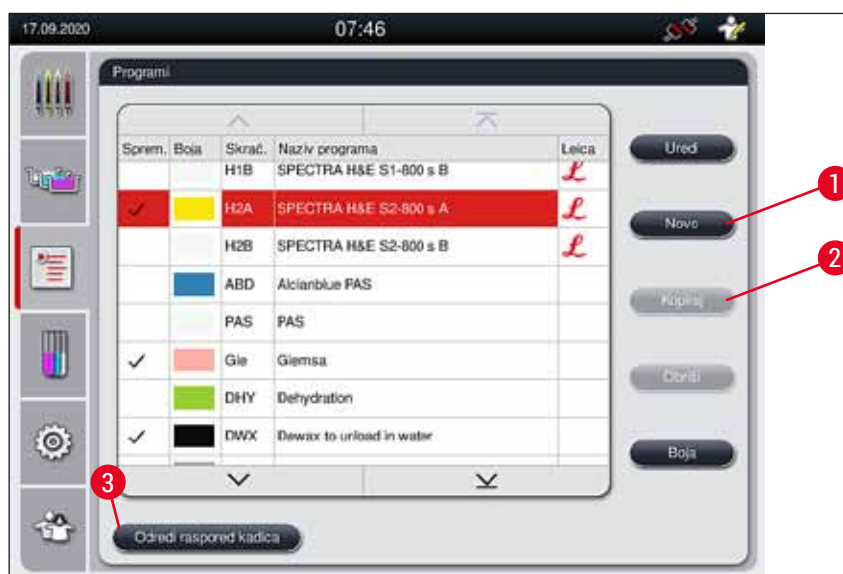 17.09.2020 07:46
Programi
Sprem. Boja Skrać. Naziv programa Leica
H1B SPECTRA H&E S1-800 s B
H2A SPECTRA H&E S2-800 s A
H2B SPECTRA H&E S2-800 s B
ABD Alcianblue PAS
PAS PAS
Gie Giemsa
DHY Dehydration
DWX Dewax to unload in water
Uredi
Novo
Kopiraj
Obriši
Boja
Odredi raspored kadica
1
2
3